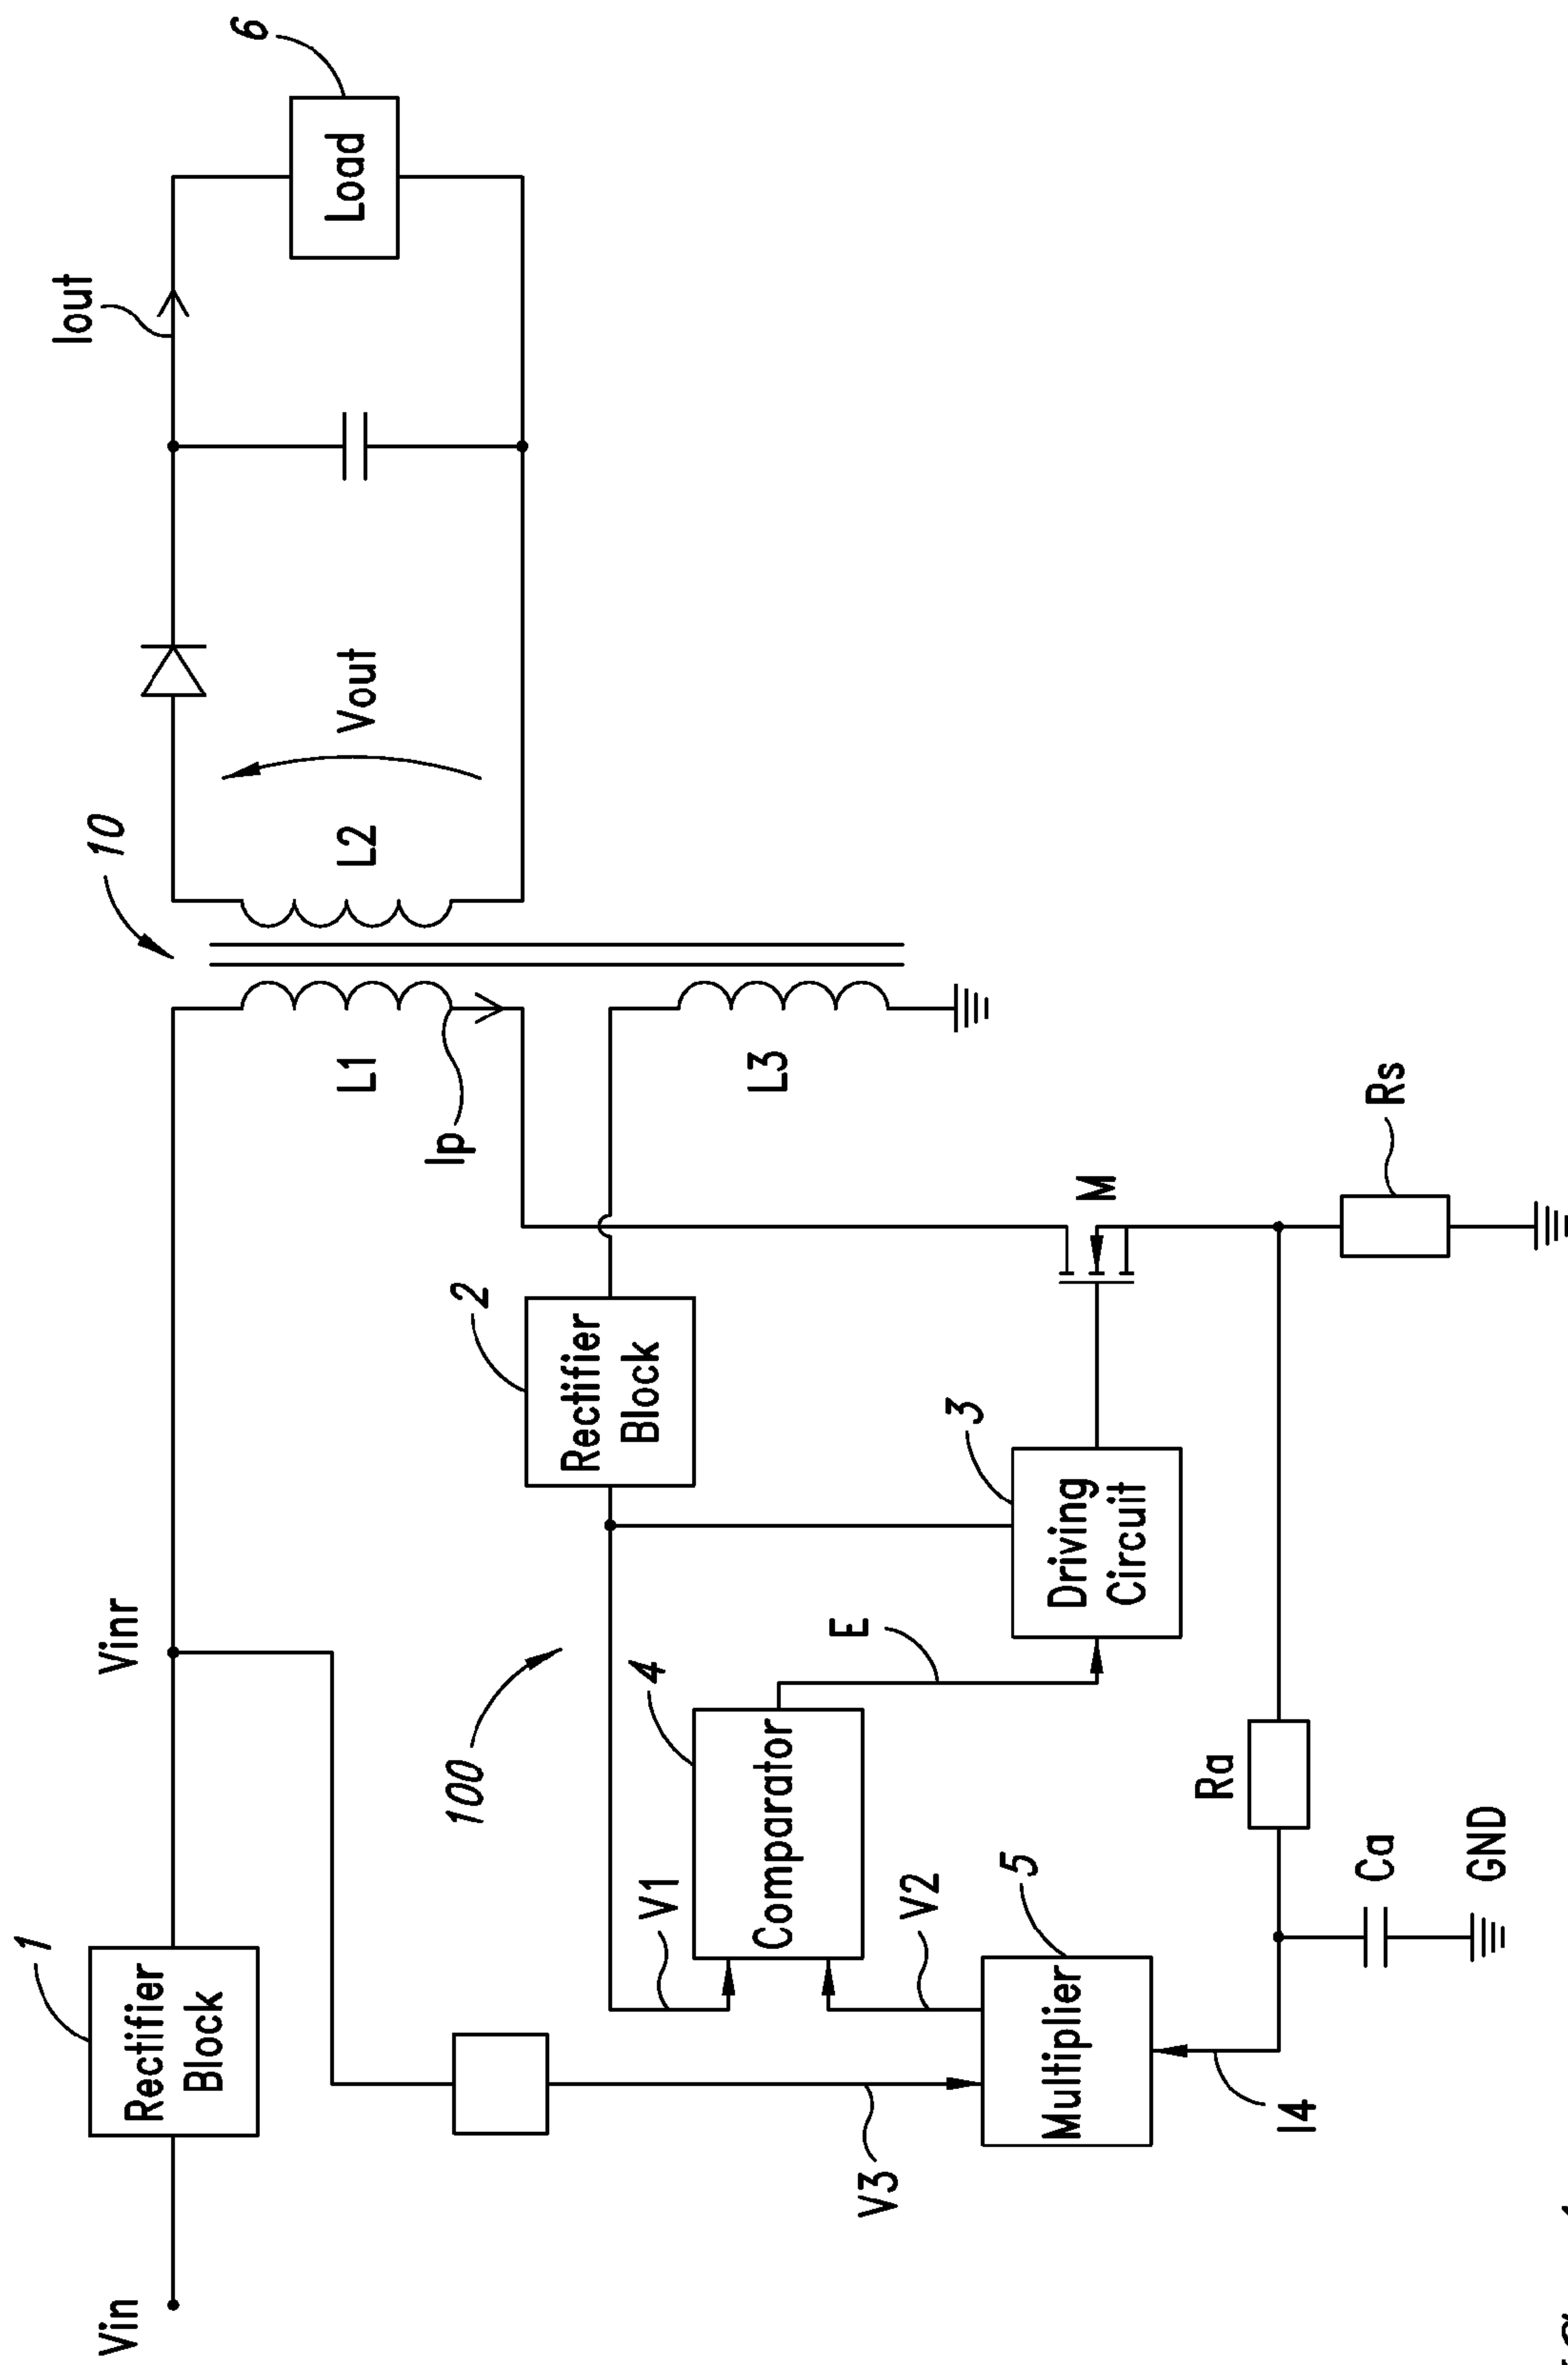 Vin
1
Rectifier
Block
Vinr
10
Iout
6
Load
Vout
L1
L2
Ip
2
Rectifier
Block
100
V1
4
Comparator
E
L3
V3
V2
3
Driving
Circuit
M
5
Multiplier
Ra
Rs
I4
Ca
GND